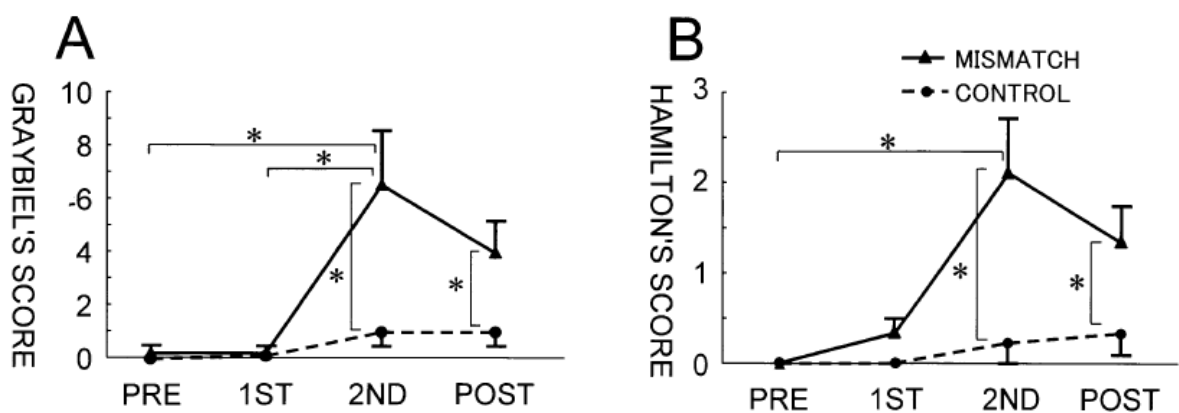 A
GRAYBIEL'S SCORE
10
8
-6
4
2
0
*
*
*
*
PRE 1ST 2ND POST
B
MISMATCH
CONTROL
HAMILTON'S SCORE
3
2
1
0
*
*
*
PRE 1ST 2ND POST